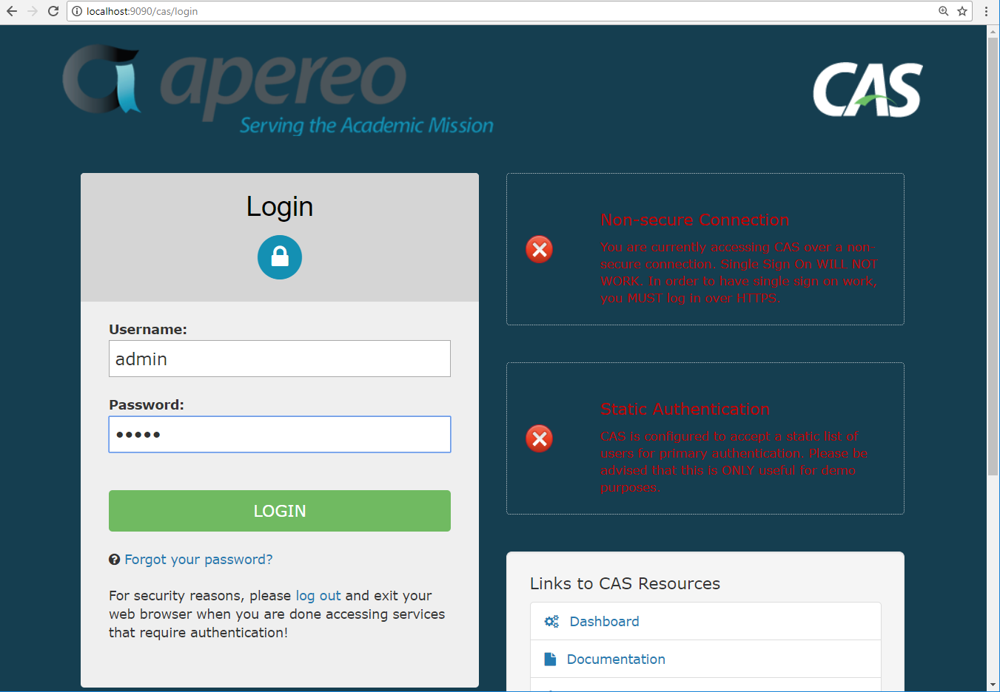 localhost:9090/cas/login
apereo
Serving the Academic Mission
CAS
Login
Username:
admin
Password:
•••••
LOGIN
Forgot your password?
For security reasons, please log out and exit your
web browser when you are done accessing services
that require authentication!
Non-secure Connection
You are currently accessing CAS over a non-
secure connection. Single Sign On WILL NOT
WORK. In order to have single sign on work,
you MUST log in over HTTPS.
Static Authentication
CAS is configured to accept a static list of
users for primary authentication. Please be
advised that this is ONLY useful for demo
purposes.
Links to CAS Resources
Dashboard
Documentation